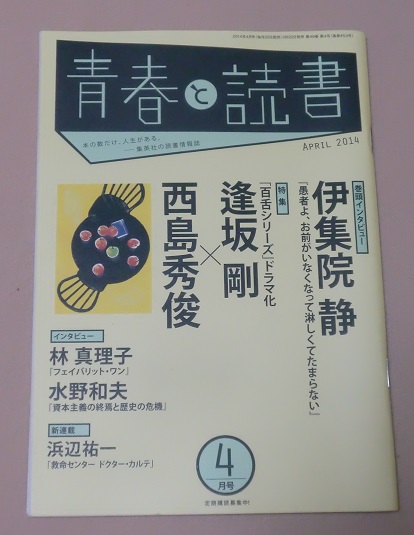 青春と読書
本の数だけ、人生がある。
──集英社の読書情報誌
APRIL 2014
巻頭インタビュー
伊集院 静
『愚者よ、お前がいなくなって淋しくてたまらない』
特集
逢坂 剛
×
西島秀俊
「百舌シリーズ」ドラマ化
インタビュー
林 真理子
『フェイバリット・ワン』
水野和夫
『資本主義の終焉と歴史の危機』
新連載
浜辺祐一
「救命センター ドクター・カルテ」
4
月号
定期購読募集中!